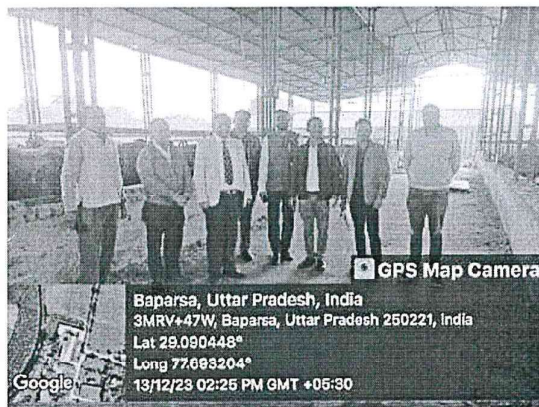 GPS Map Camera
Baparsa, Uttar Pradesh, India
3MRV+47W, Baparsa, Uttar Pradesh 250221, India
Lat 29.090448°
Long 77.693204°
13/12/23 02:25 PM GMT +05:30
Google